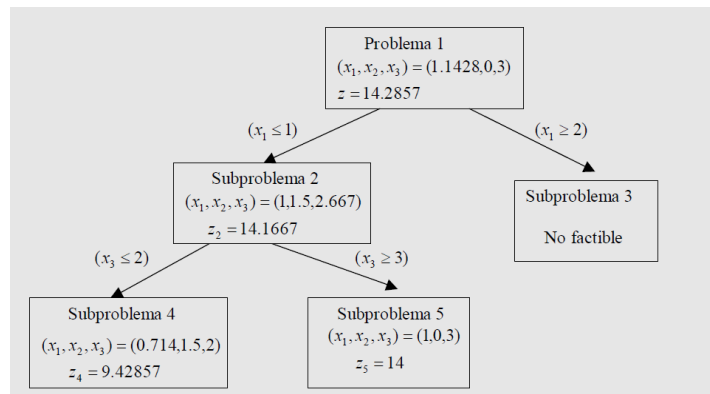 Problema 1
(x₁, x₂, x₃) = (1.1428,0,3)
z = 14.2857
(x₁ ≤ 1)
(x₁ ≥ 2)
Subproblema 2
(x₁, x₂, x₃) = (1,1.5,2.667)
z₂ = 14.1667
Subproblema 3
No factible
(x₃ ≤ 2)
(x₃ ≥ 3)
Subproblema 4
(x₁, x₂, x₃) = (0.714,1.5,2)
z₄ = 9.42857
Subproblema 5
(x₁, x₂, x₃) = (1,0,3)
z₅ = 14